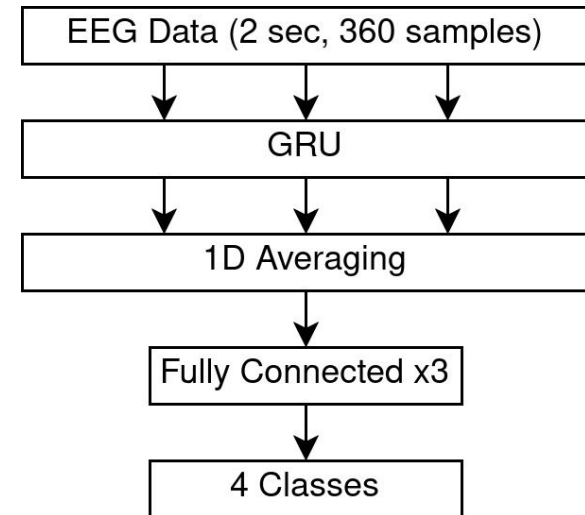 EEG Data (2 sec, 360 samples)
GRU
1D Averaging
Fully Connected x3
4 Classes